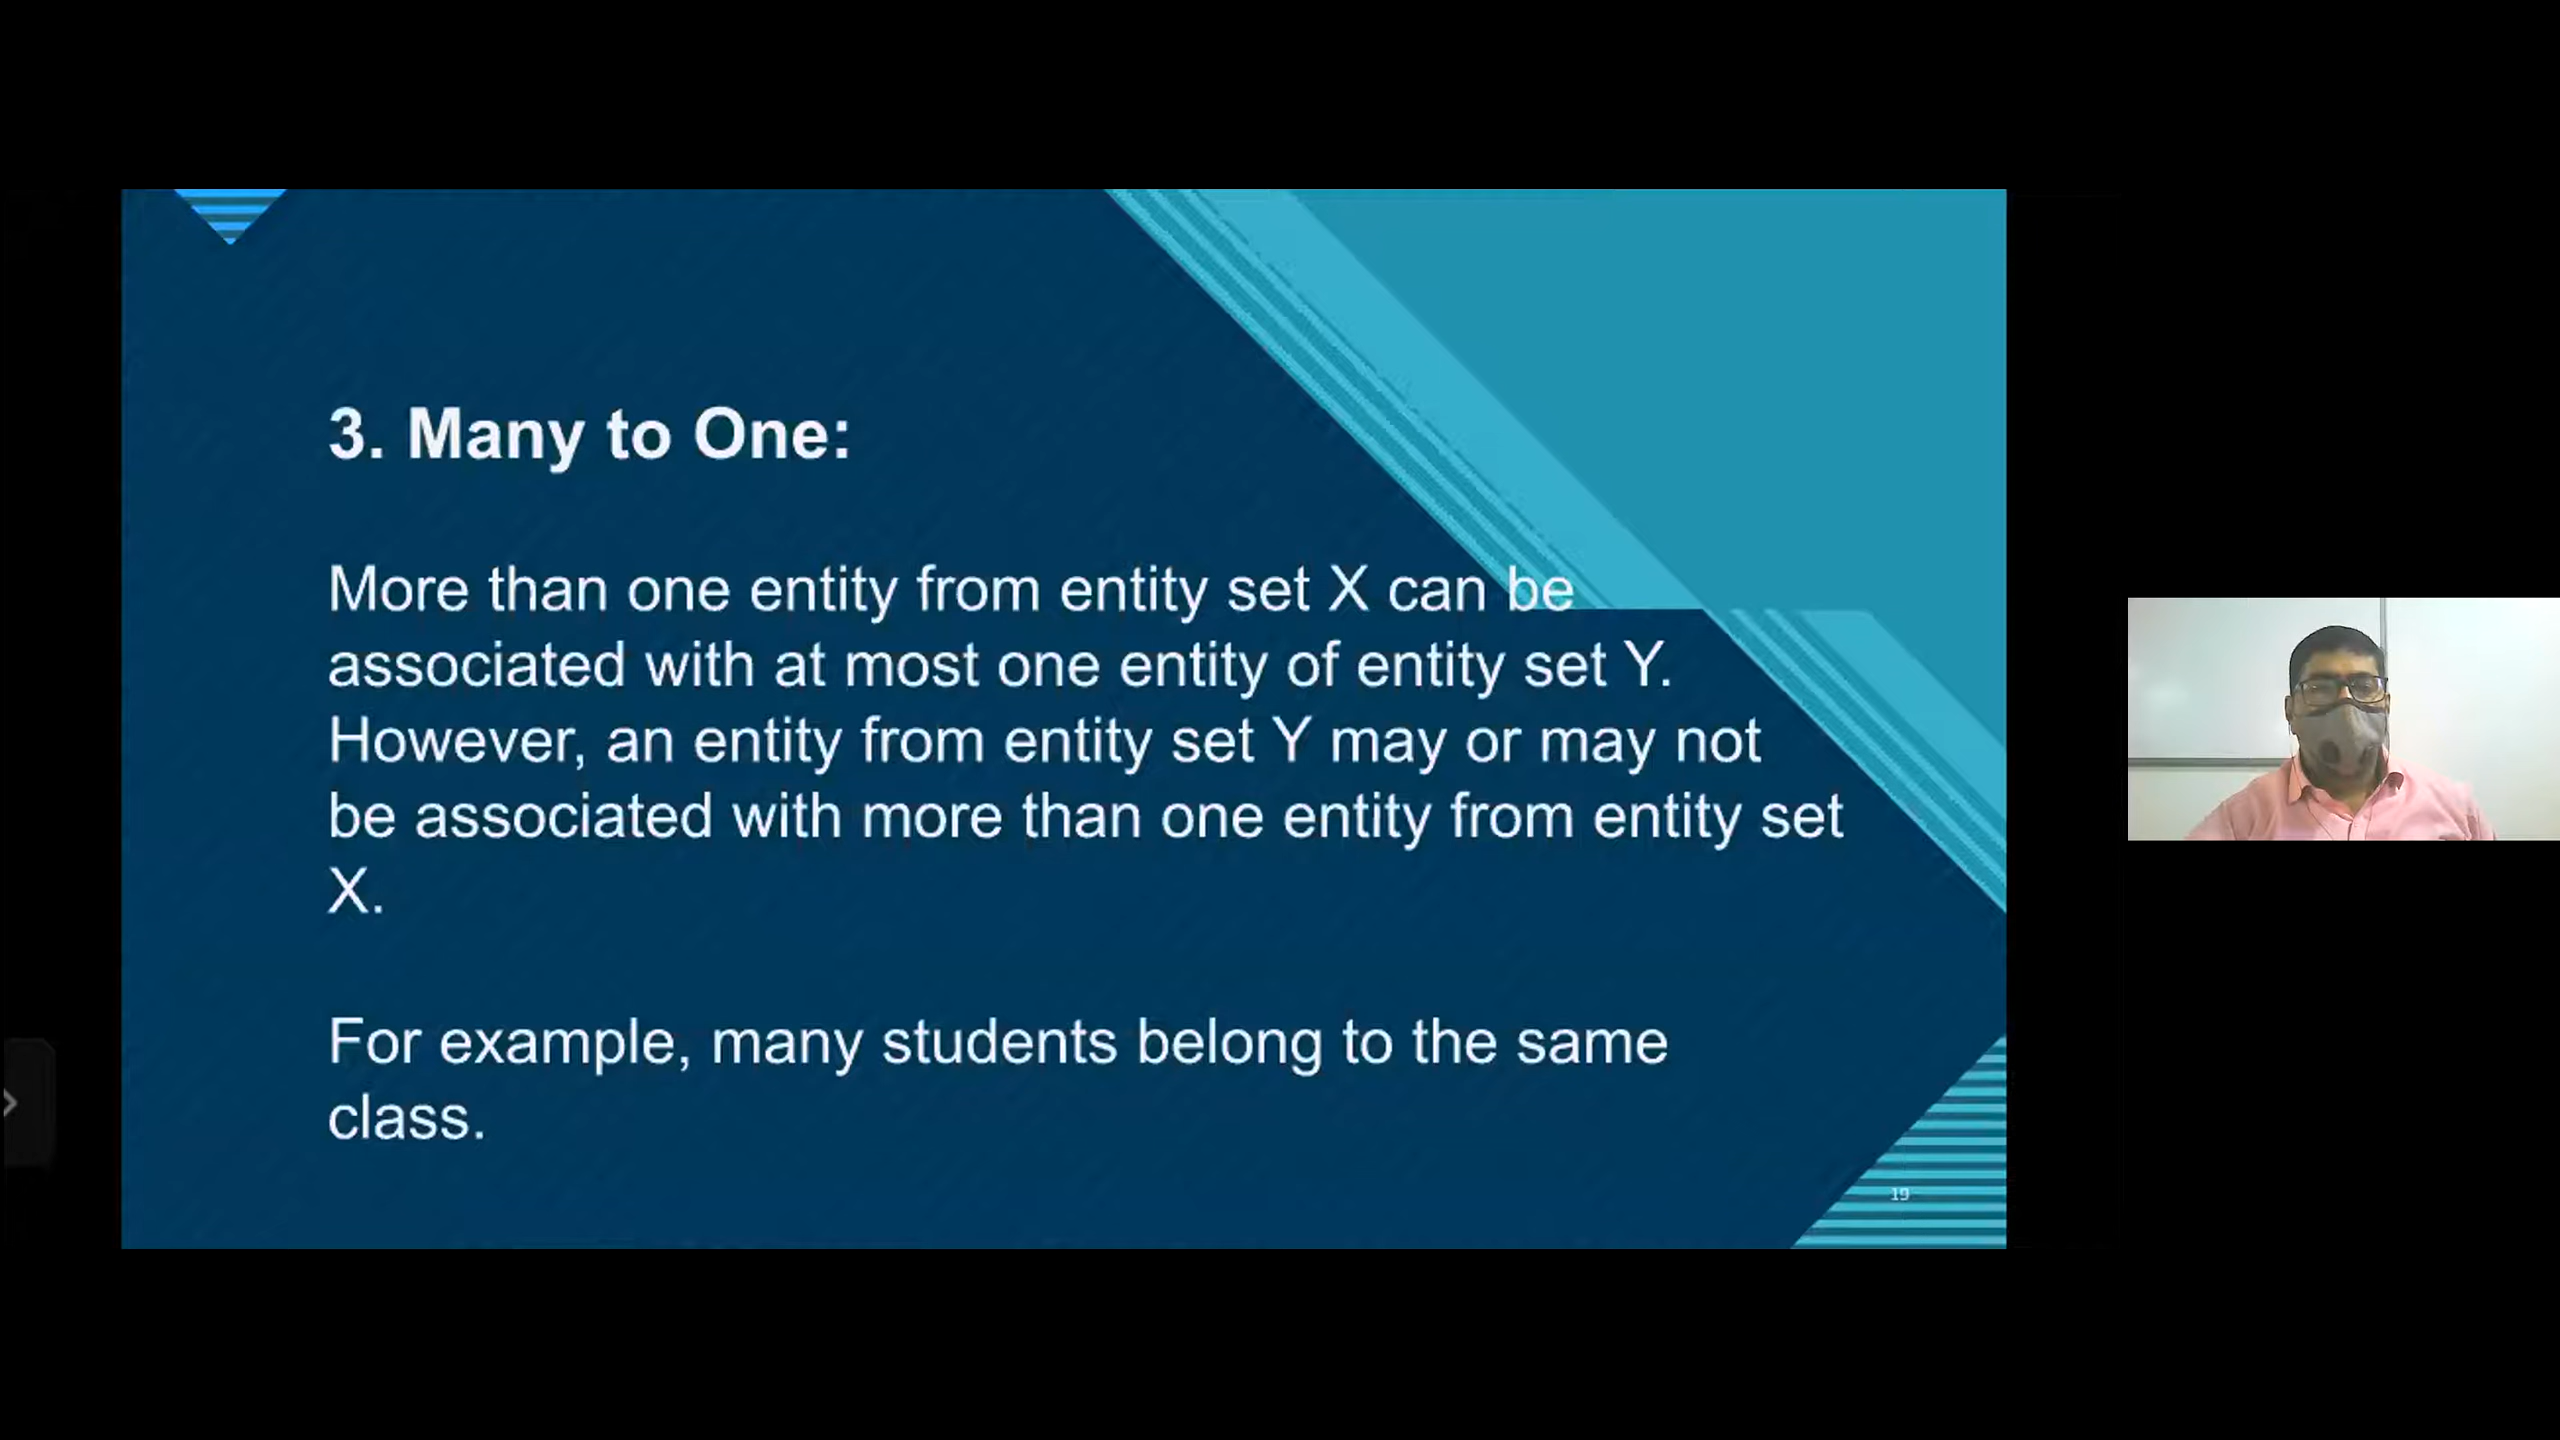 3. Many to One:
More than one entity from entity set X can be
associated with at most one entity of entity set Y.
However, an entity from entity set Y may or may not
be associated with more than one entity from entity set
X.
For example, many students belong to the same
class.
19